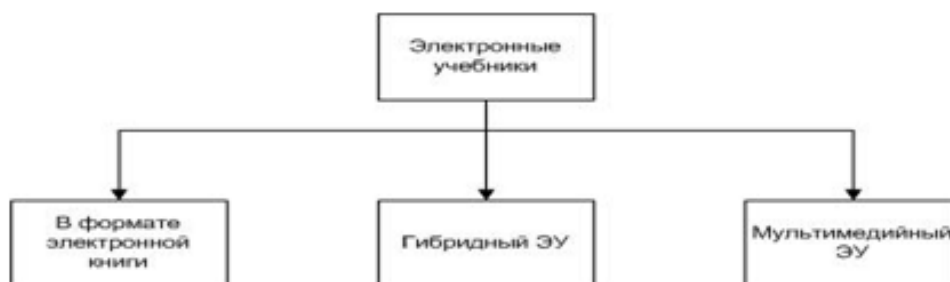 Электронные
учебники
В формате
электронной
книги
Гибридный ЭУ
Мультимедийный
ЭУ